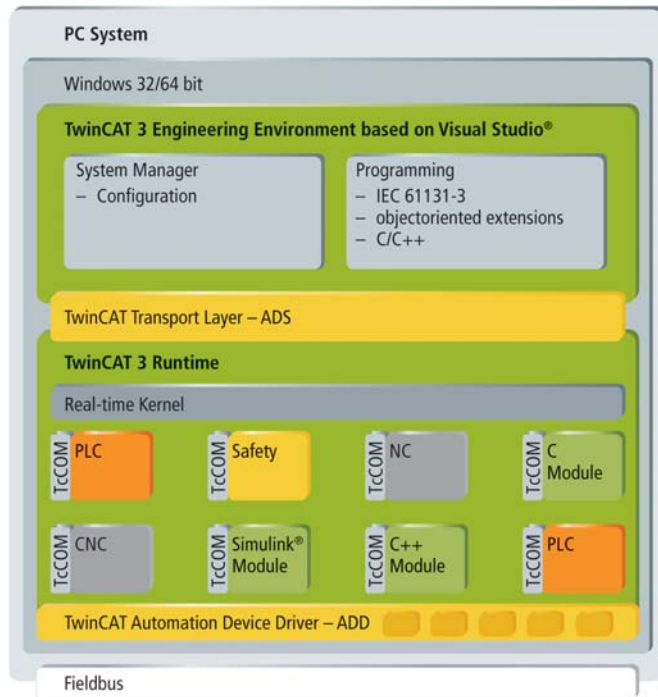 PC System
Windows 32/64 bit
TwinCAT 3 Engineering Environment based on Visual Studio®
System Manager
– Configuration
Programming
– IEC 61131-3
– objectoriented extensions
– C/C++
TwinCAT Transport Layer – ADS
TwinCAT 3 Runtime
Real-time Kernel
TcCOM
PLC
TcCOM
Safety
TcCOM
NC
TcCOM
C
Module
TcCOM
CNC
TcCOM
Simulink®
Module
TcCOM
C++
Module
TcCOM
PLC
TwinCAT Automation Device Driver – ADD
Fieldbus